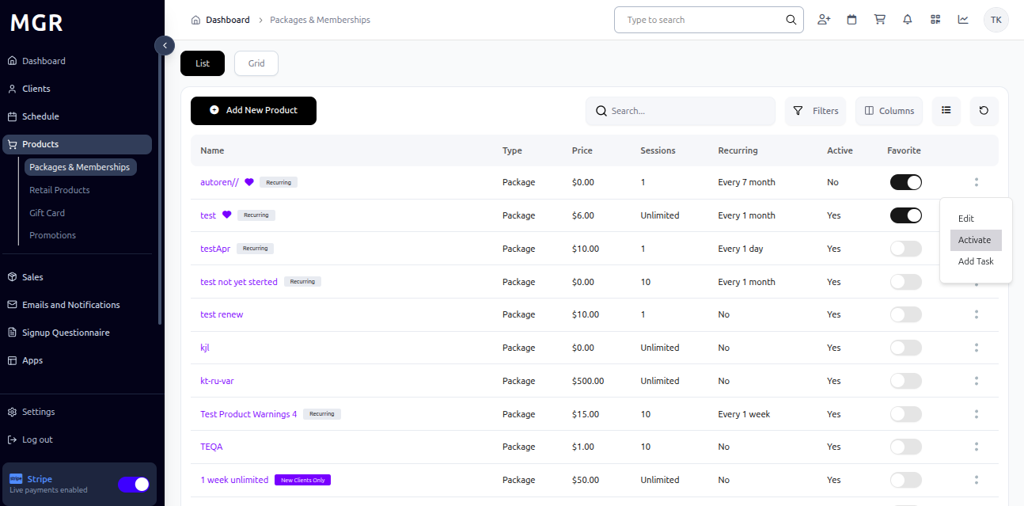 MGR
Dashboard
Clients
Schedule
Products
Packages & Memberships
Retail Products
Gift Card
Promotions
Sales
Emails and Notifications
Signup Questionnaire
Apps
Settings
Log out
Stripe
Live payments enabled
Dashboard > Packages & Memberships
Type to search
TK
List Grid
Add New Product
Search...
Filters
Columns
Name Type Price Sessions Recurring Active Favorite
autoren// Recurring Package $0.00 1 Every 7 month No
test Recurring Package $6.00 Unlimited Every 1 month Yes
testApr Recurring Package $10.00 1 Every 1 day Yes
test not yet sterted Recurring Package $0.00 10 Every 1 month Yes
test renew Package $10.00 1 No Yes
kjl Package $0.00 Unlimited No Yes
kt-ru-var Package $500.00 Unlimited No Yes
Test Product Warnings 4 Recurring Package $15.00 10 Every 1 week Yes
TEQA Package $1.00 10 No Yes
1 week unlimited New Clients Only Package $50.00 Unlimited No Yes
Edit
Activate
Add Task